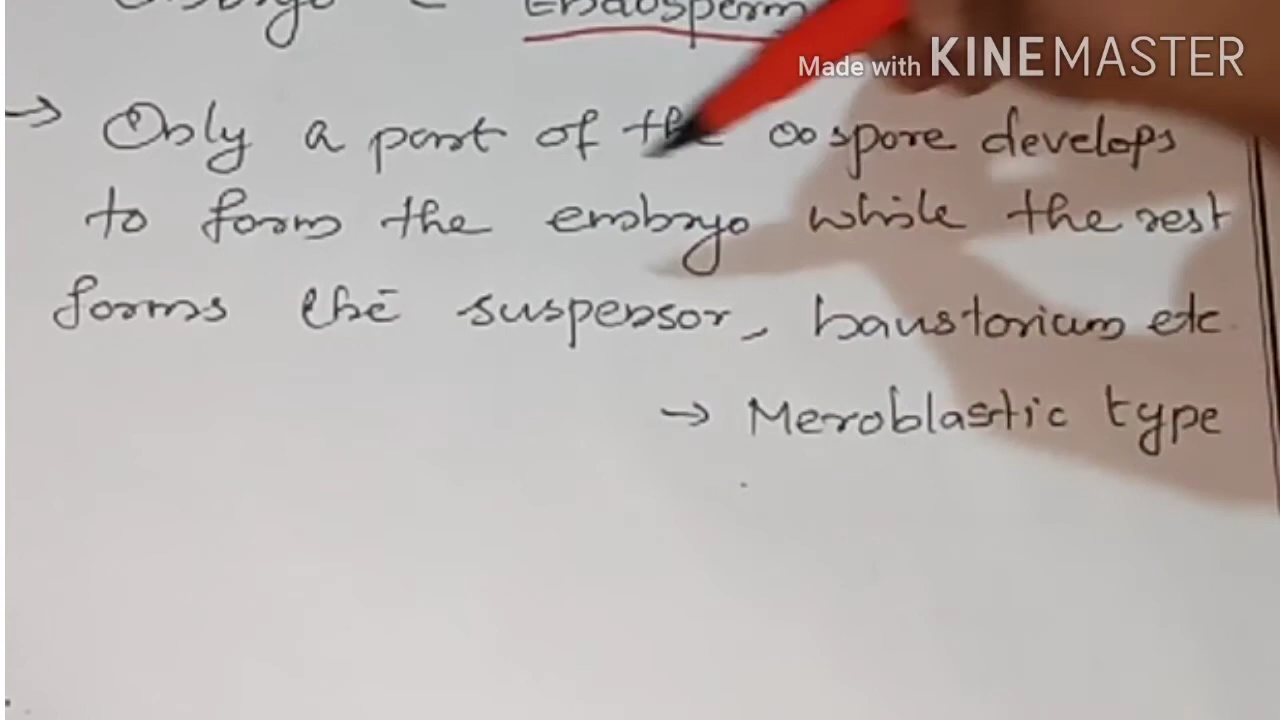 Embryo & Endosperm
Made with KINEMASTER
→ Only a part of the oospore develops
to form the embryo while the rest
forms the suspensor, haustorium etc.
→ Meroblastic type